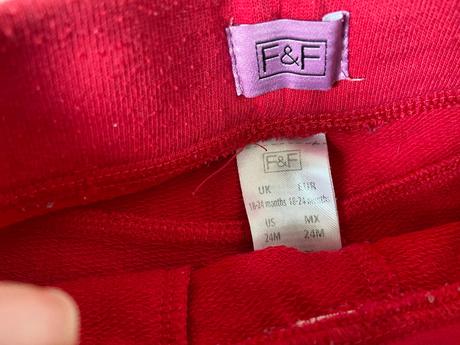 F&F
F&F
UK EUR
18-24 months 18-24 months
US MX
24M 24M